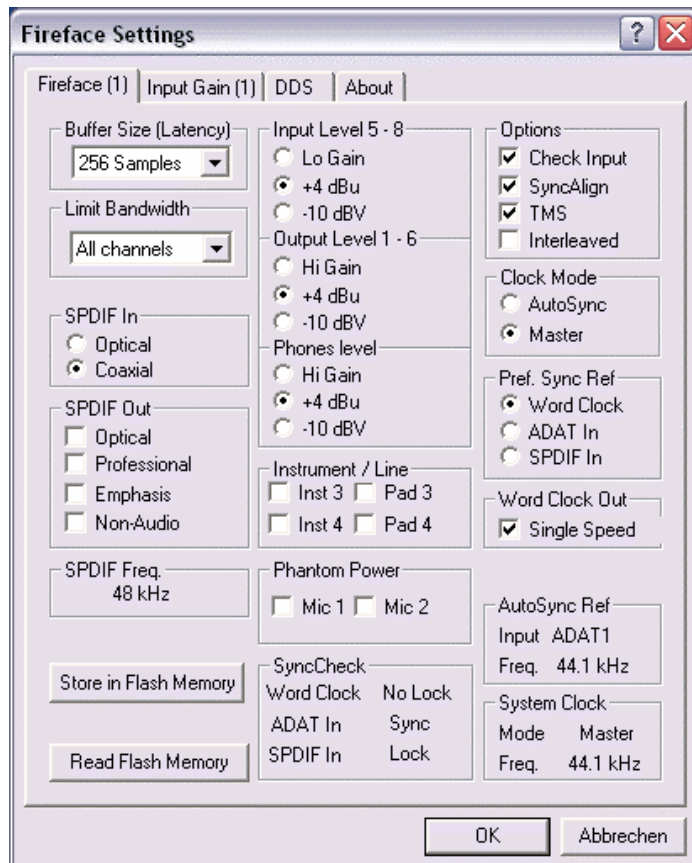 Fireface Settings
Fireface (1)
Input Gain (1)
DDS
About
Buffer Size (Latency)
256 Samples
Limit Bandwidth
All channels
SPDIF In
Optical
Coaxial
SPDIF Out
Optical
Professional
Emphasis
Non-Audio
SPDIF Freq.
48 kHz
Store in Flash Memory
Read Flash Memory
Input Level 5 - 8
Lo Gain
+4 dBu
-10 dBV
Output Level 1 - 6
Hi Gain
+4 dBu
-10 dBV
Phones level
Hi Gain
+4 dBu
-10 dBV
Instrument / Line
Inst 3 Pad 3
Inst 4 Pad 4
Phantom Power
Mic 1 Mic 2
SyncCheck
Word Clock No Lock
ADAT In Sync
SPDIF In Lock
Options
Check Input
SyncAlign
TMS
Interleaved
Clock Mode
AutoSync
Master
Pref. Sync Ref
Word Clock
ADAT In
SPDIF In
Word Clock Out
Single Speed
AutoSync Ref
Input ADAT1
Freq. 44.1 kHz
System Clock
Mode Master
Freq. 44.1 kHz
OK
Abbrechen